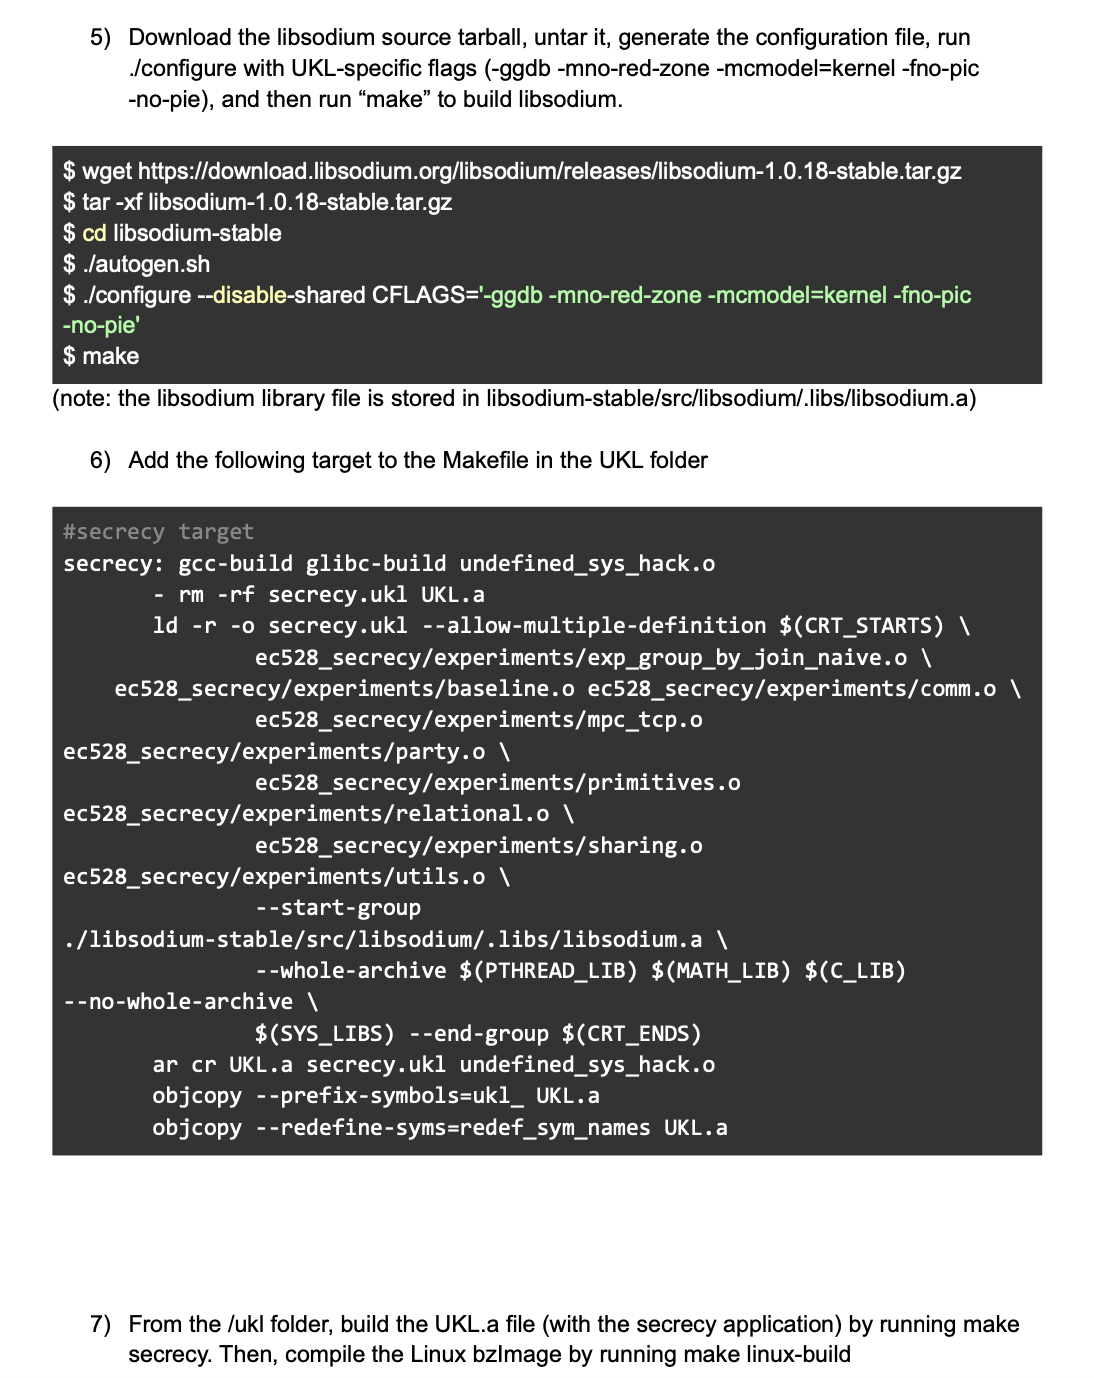 5) Download the libsodium source tarball, untar it, generate the configuration file, run
./configure with UKL-specific flags (-ggdb -mno-red-zone -mcmodel=kernel -fno-pic
-no-pie), and then run “make” to build libsodium.
$ wget https://download.libsodium.org/libsodium/releases/libsodium-1.0.18-stable.tar.gz
$ tar -xf libsodium-1.0.18-stable.tar.gz
$ cd libsodium-stable
$ ./autogen.sh
$ ./configure --disable-shared CFLAGS='-ggdb -mno-red-zone -mcmodel=kernel -fno-pic
-no-pie'
$ make
(note: the libsodium library file is stored in libsodium-stable/src/libsodium/.libs/libsodium.a)
6) Add the following target to the Makefile in the UKL folder
#secrecy target
secrecy: gcc-build glibc-build undefined_sys_hack.o
- rm -rf secrecy.ukl UKL.a
ld -r -o secrecy.ukl --allow-multiple-definition $(CRT_STARTS) \
ec528_secrecy/experiments/exp_group_by_join_naive.o \
ec528_secrecy/experiments/baseline.o ec528_secrecy/experiments/comm.o \
ec528_secrecy/experiments/mpc_tcp.o
ec528_secrecy/experiments/party.o \
ec528_secrecy/experiments/primitives.o
ec528_secrecy/experiments/relational.o \
ec528_secrecy/experiments/sharing.o
ec528_secrecy/experiments/utils.o \
--start-group
./libsodium-stable/src/libsodium/.libs/libsodium.a \
--whole-archive $(PTHREAD_LIB) $(MATH_LIB) $(C_LIB)
--no-whole-archive \
$(SYS_LIBS) --end-group $(CRT_ENDS)
ar cr UKL.a secrecy.ukl undefined_sys_hack.o
objcopy --prefix-symbols=ukl_ UKL.a
objcopy --redefine-syms=redef_sym_names UKL.a
7) From the /ukl folder, build the UKL.a file (with the secrecy application) by running make
secrecy. Then, compile the Linux bzImage by running make linux-build